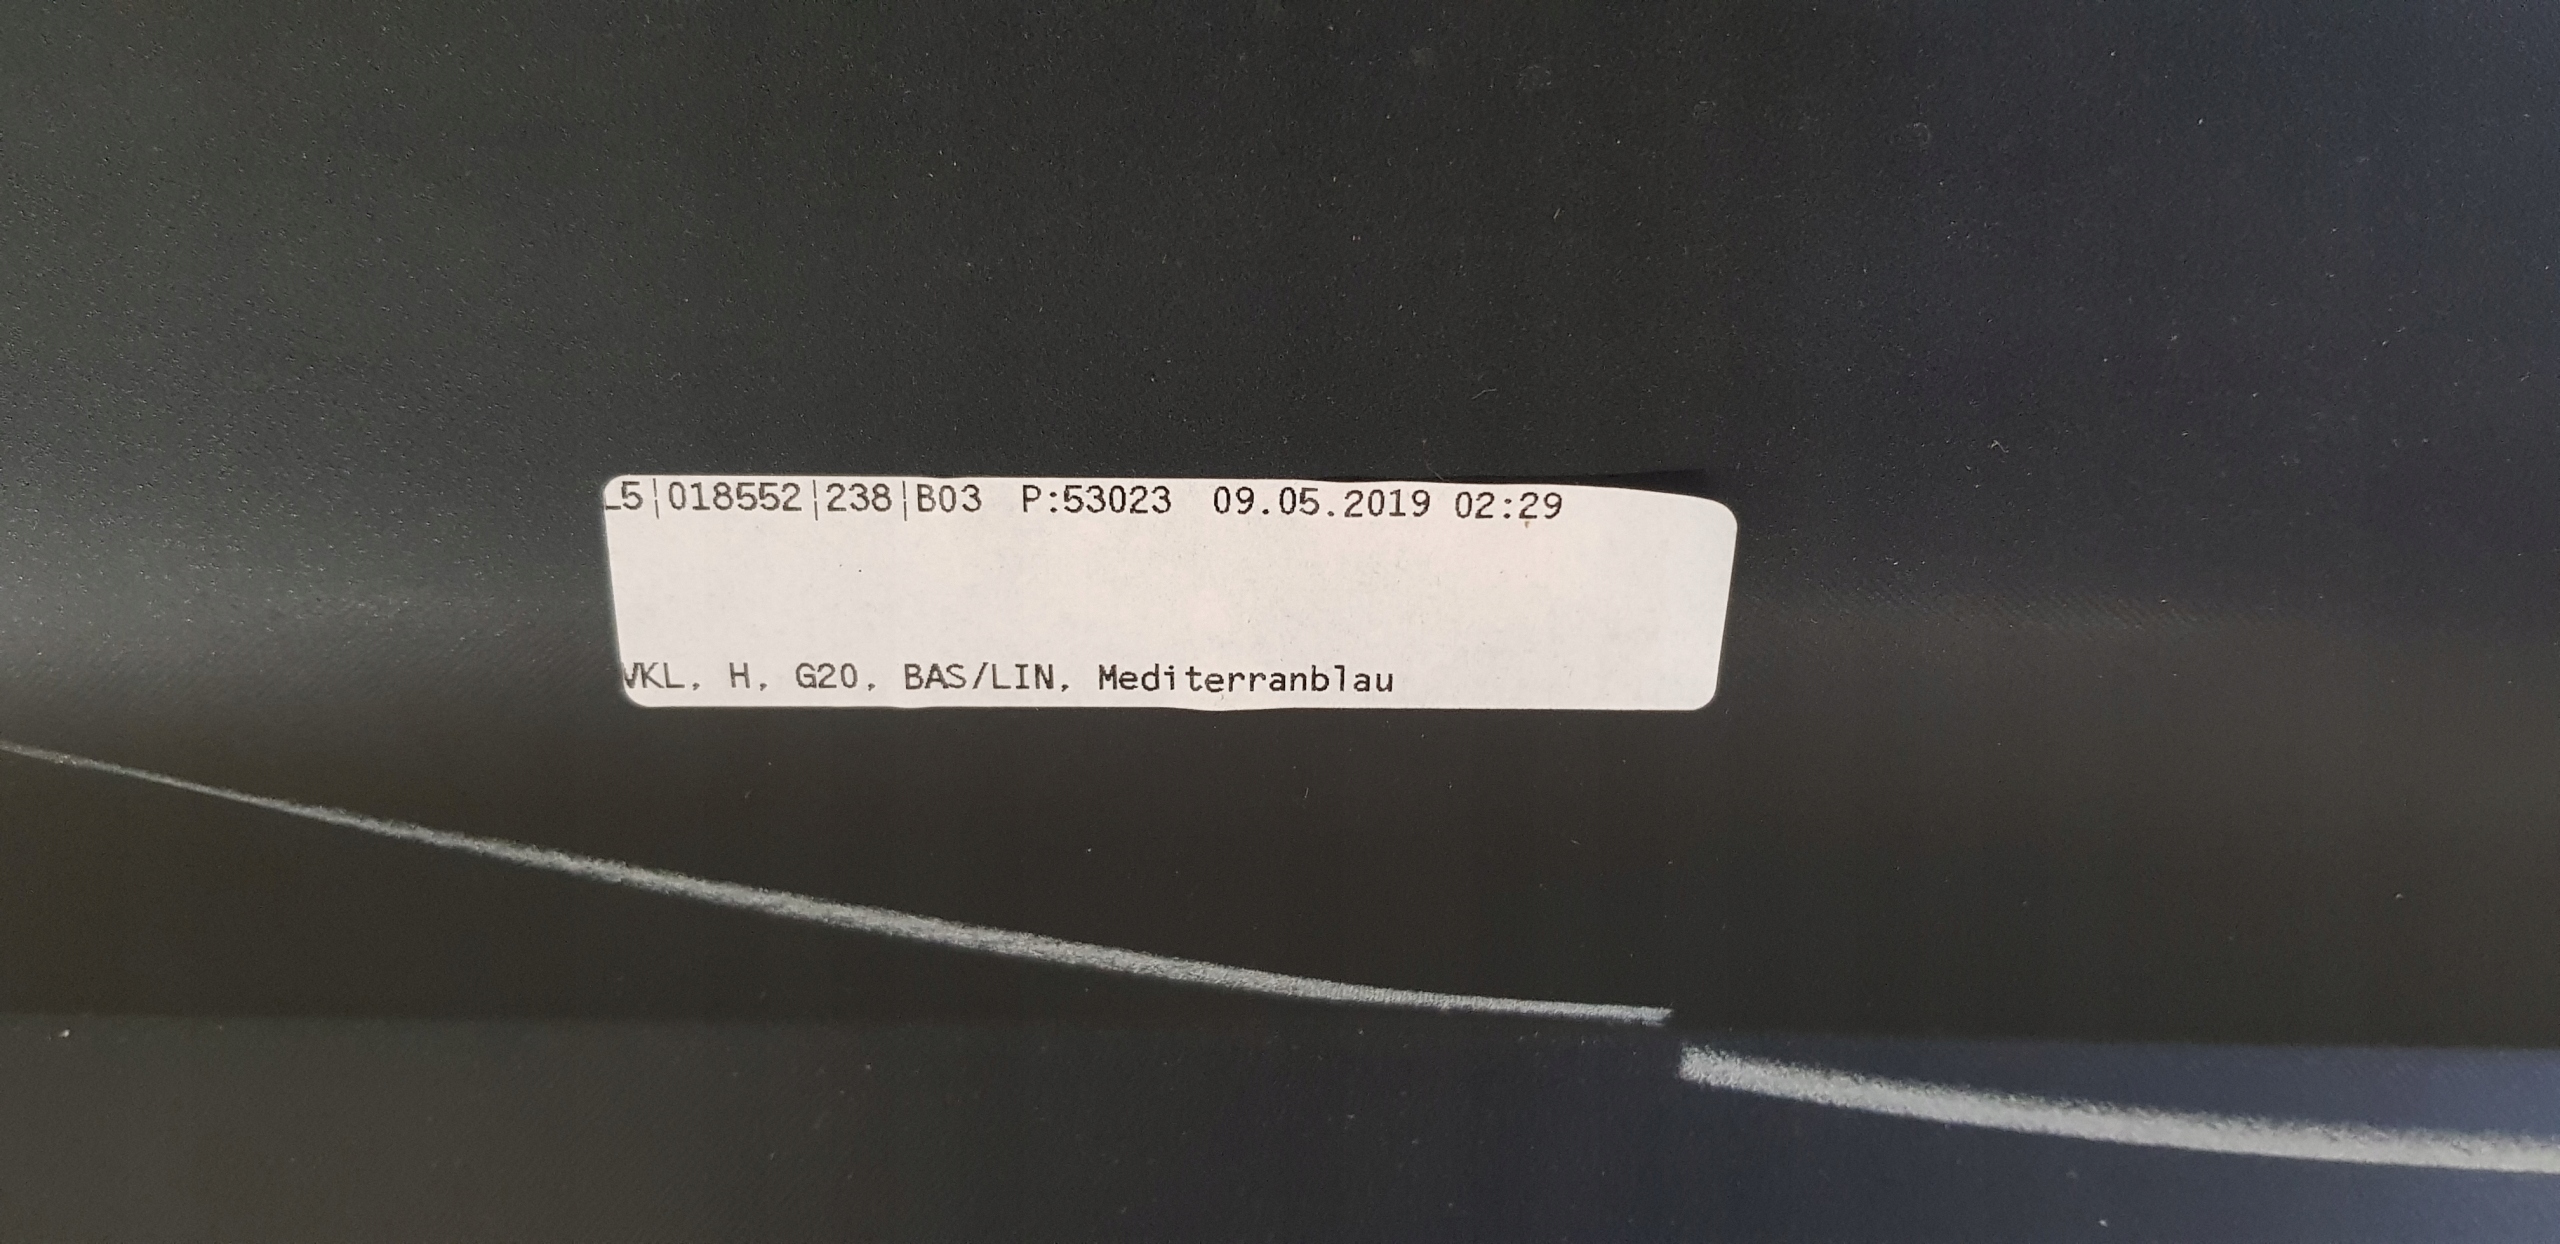 L5|018552|238|B03 P:53023 09.05.2019 02:29
VKL, H, G20, BAS/LIN, Mediterranblau